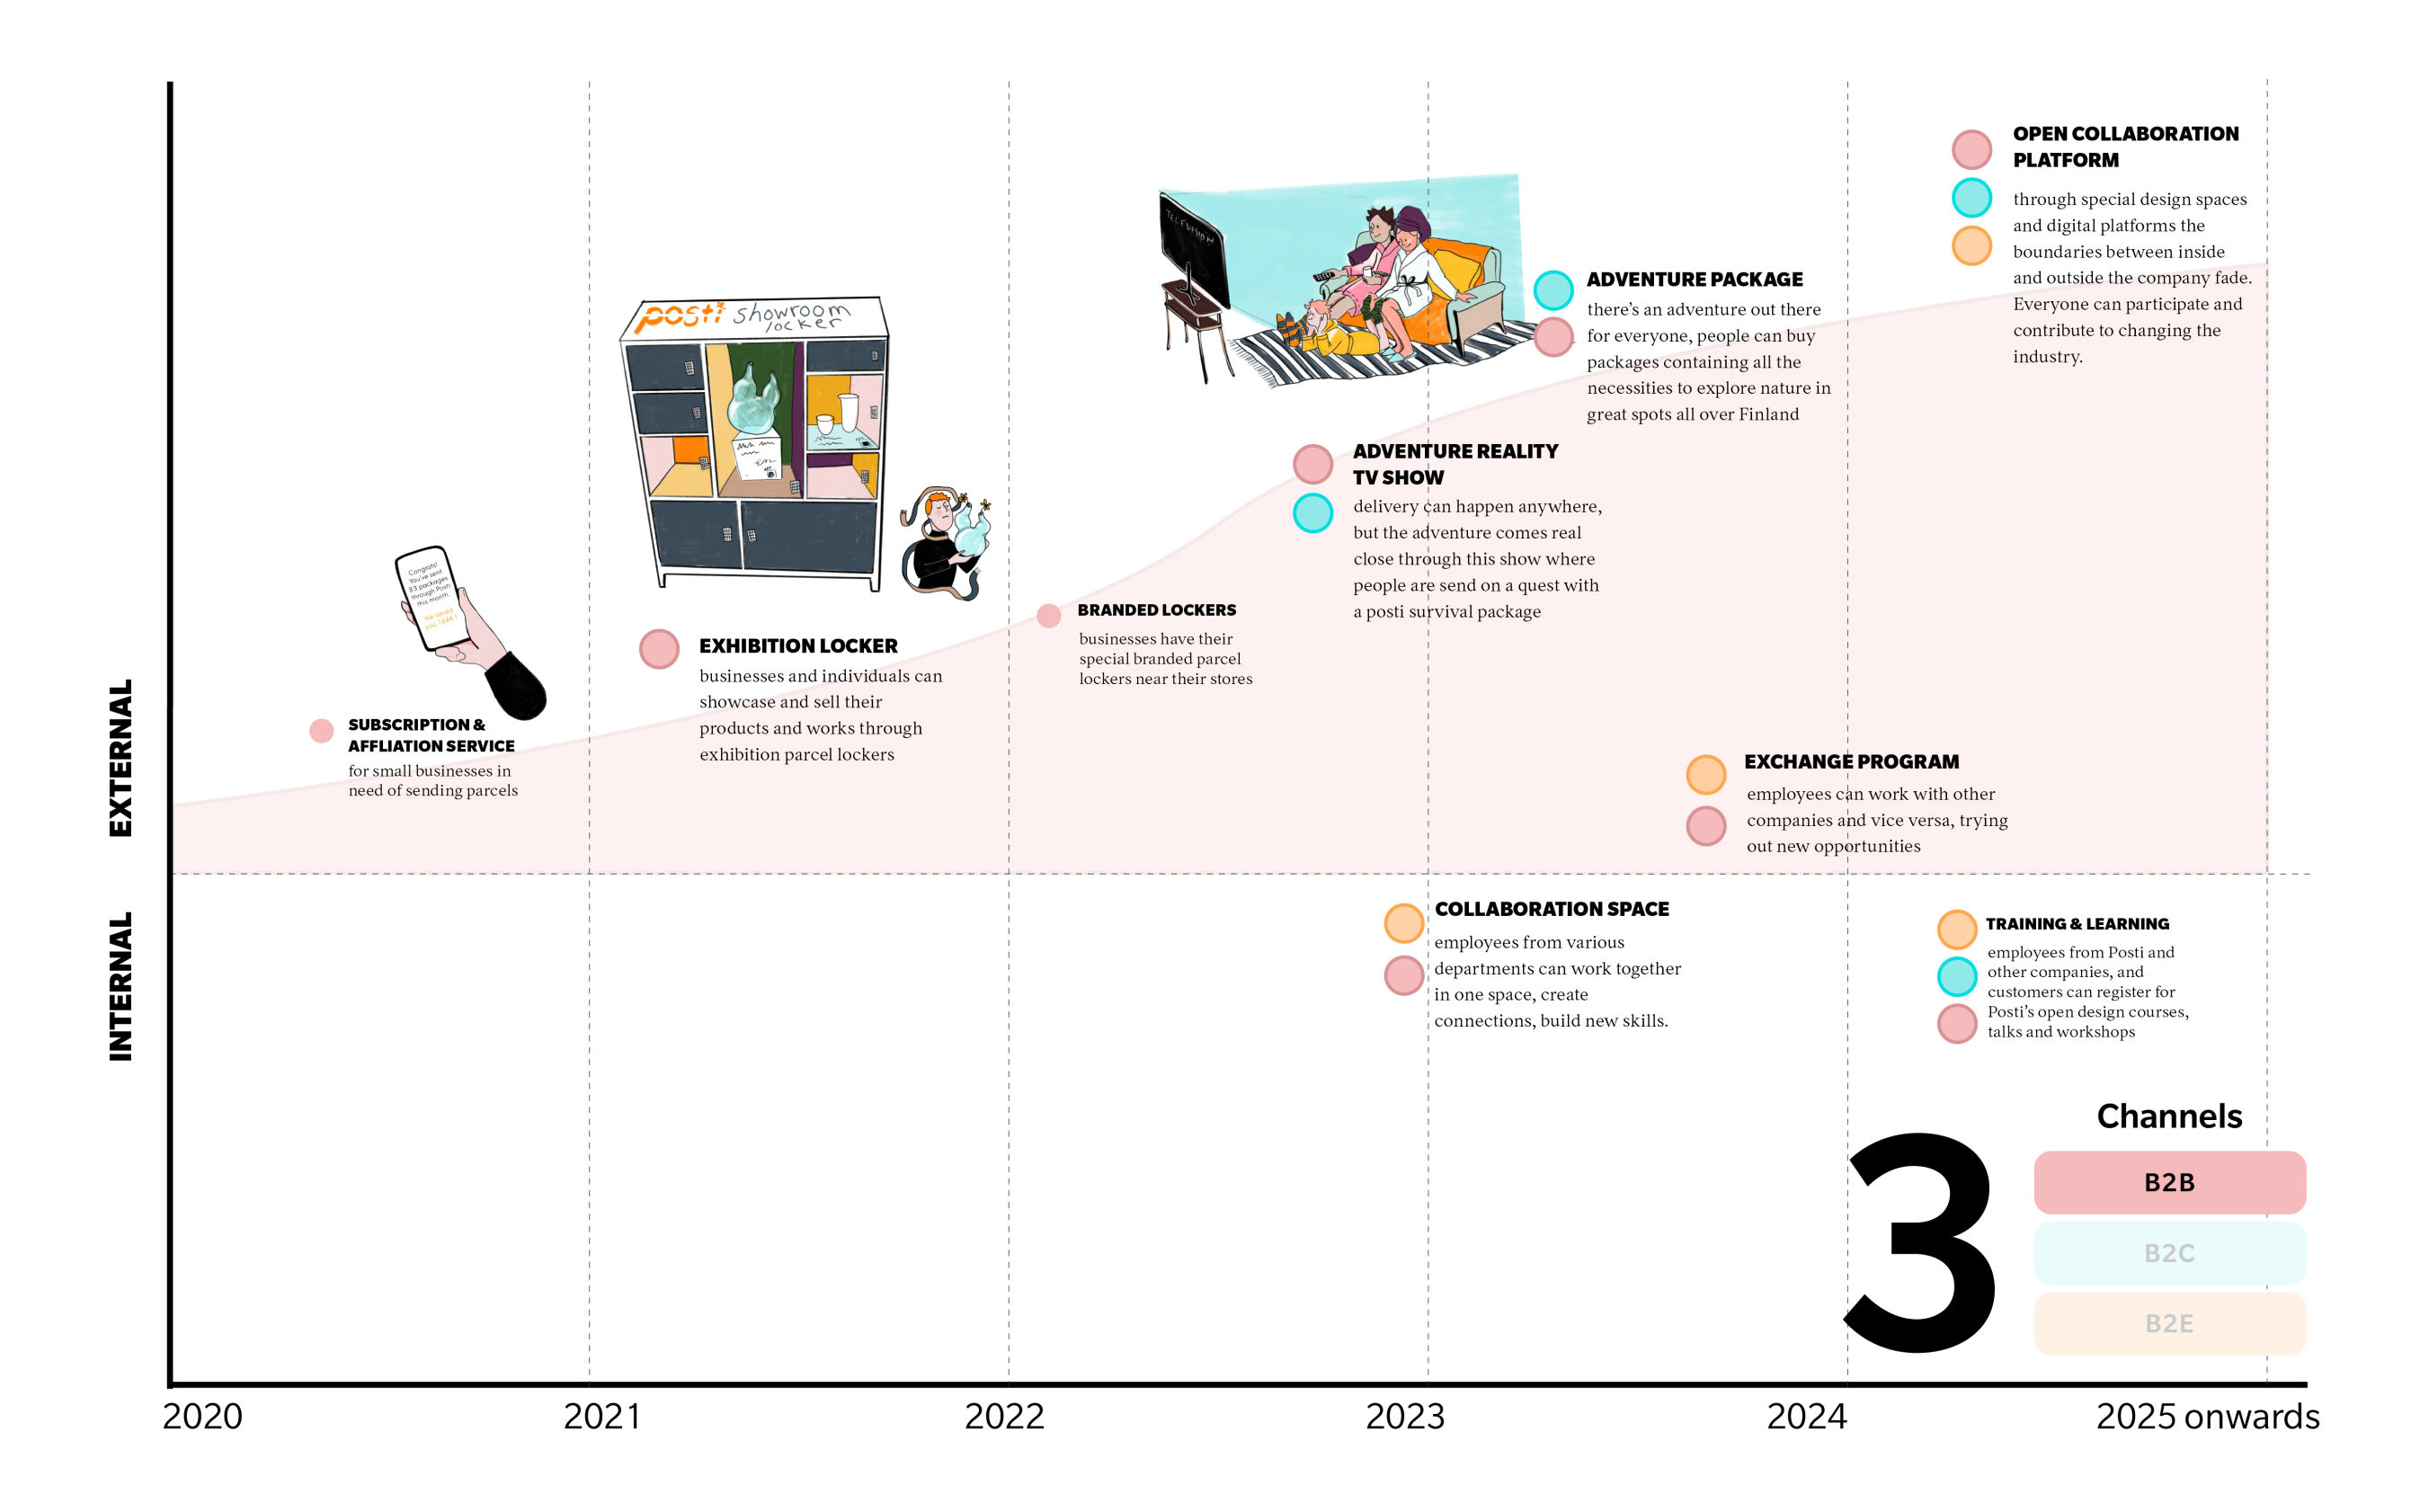 OPEN COLLABORATION
PLATFORM
through special design spaces
and digital platforms the
boundaries between inside
and outside the company fade.
Everyone can participate and
contribute to changing the
industry.
TELEVISION
ADVENTURE PACKAGE
there's an adventure out there
for everyone, people can buy
packages containing all the
necessities to explore nature in
great spots all over Finland
posti showroom
locker
ADVENTURE REALITY
TV SHOW
delivery can happen anywhere,
but the adventure comes real
close through this show where
people are send on a quest with
a posti survival package
Congrats!
You've sent
83 packages
through Posti
this month.
We saved
you
BRANDED LOCKERS
businesses have their
special branded parcel
lockers near their stores
EXHIBITION LOCKER
businesses and individuals can
showcase and sell their
products and works through
exhibition parcel lockers
SUBSCRIPTION &
AFFLIATION SERVICE
for small businesses in
need of sending parcels
EXTERNAL
EXCHANGE PROGRAM
employees can work with other
companies and vice versa, trying
out new opportunities
INTERNAL
COLLABORATION SPACE
employees from various
departments can work together
in one space, create
connections, build new skills.
TRAINING & LEARNING
employees from Posti and
other companies, and
customers can register for
Posti's open design courses,
talks and workshops
3
Channels
B2B
B2C
B2E
2020
2021
2022
2023
2024
2025 onwards